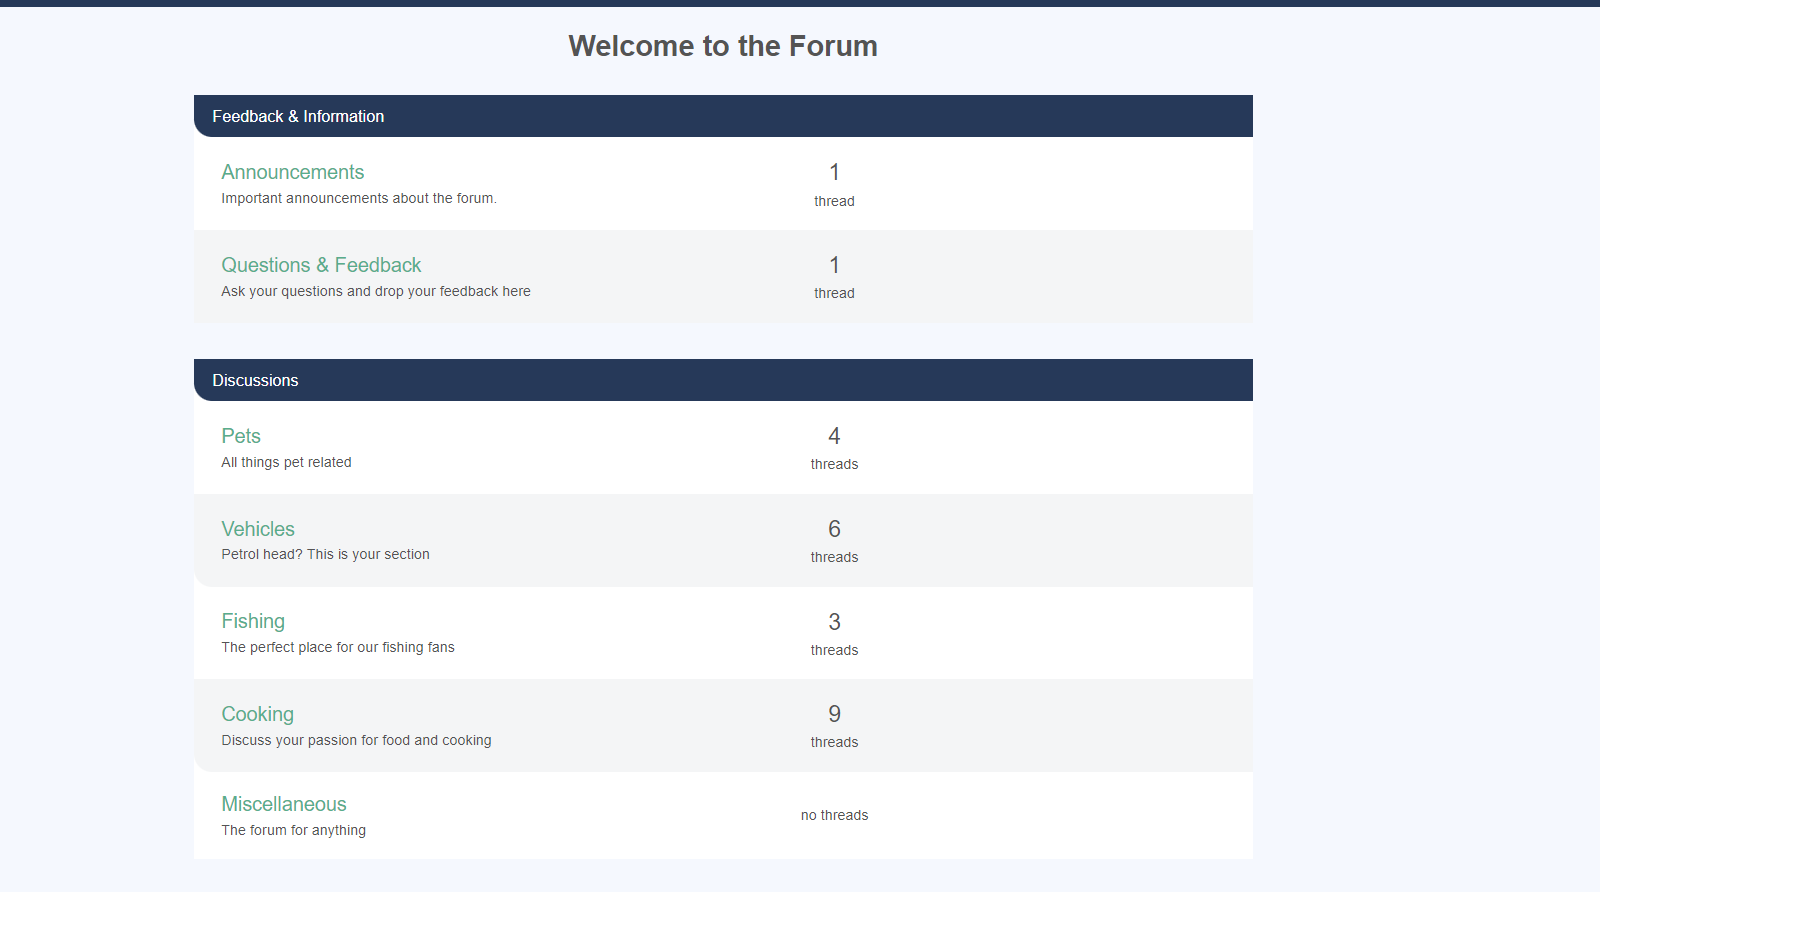 Welcome to the Forum
Feedback & Information
Announcements
Important announcements about the forum.
1
thread
Questions & Feedback
Ask your questions and drop your feedback here
1
thread
Discussions
Pets
All things pet related
4
threads
Vehicles
Petrol head? This is your section
6
threads
Fishing
The perfect place for our fishing fans
3
threads
Cooking
Discuss your passion for food and cooking
9
threads
Miscellaneous
The forum for anything
no threads